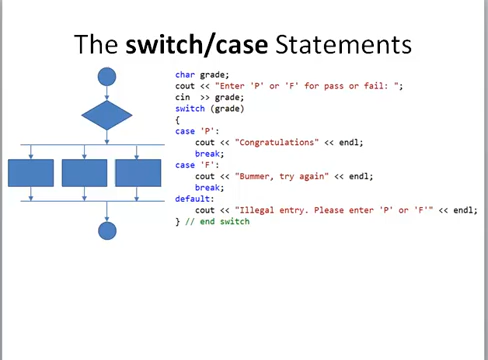 The switch/case Statements
char grade;
cout << "Enter 'P' or 'F' for pass or fail: ";
cin  >> grade;
switch (grade)
{
case 'P':
    cout << "Congratulations" << endl;
    break;
case 'F':
    cout << "Bummer, try again" << endl;
    break;
default:
    cout << "Illegal entry. Please enter 'P' or 'F'" << endl;
} // end switch